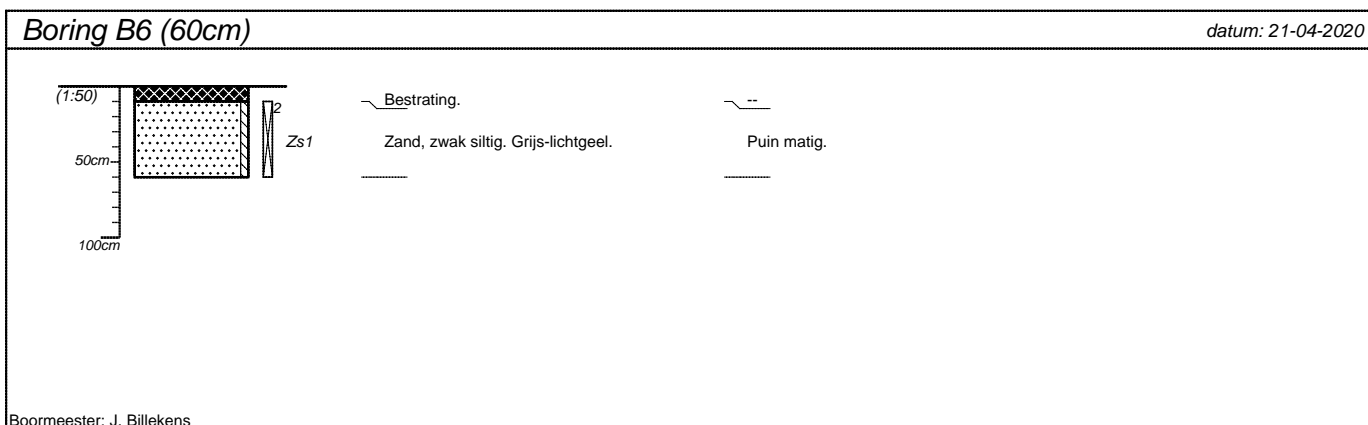 Boring B6 (60cm) datum: 21-04-2020
(1:50) Bestrating. --
2
Zs1 Zand, zwak siltig. Grijs-lichtgeel. Puin matig.
50cm
100cm
Boormeester: J. Billekens